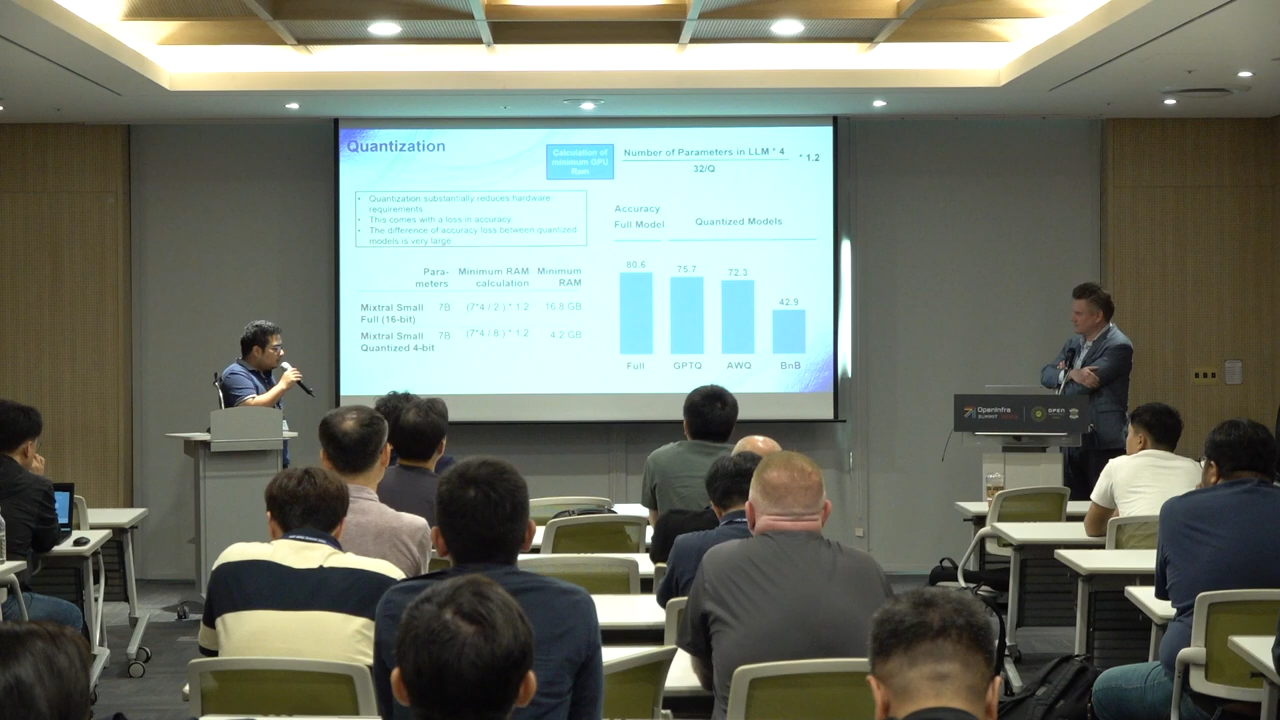 Quantization
Calculation of
minimum GPU
Ram
Number of Parameters in LLM * 4
32/Q
* 1.2
• Quantization substantially reduces hardware
requirements
• This comes with a loss in accuracy
• The difference of accuracy loss between quantized
models is very large
Accuracy
Full Model
Quantized Models
80.6
75.7
72.3
42.9
Full
GPTQ
AWQ
BnB
Para-
meters
Minimum RAM
calculation
Minimum
RAM
Mixtral Small
Full (16-bit)
7B
(7*4 / 2 ) * 1.2
16.8 GB
Mixtral Small
Quantized 4-bit
7B
(7*4 / 8 ) * 1.2
4.2 GB
OpenInfra
SUMMIT
OPEN